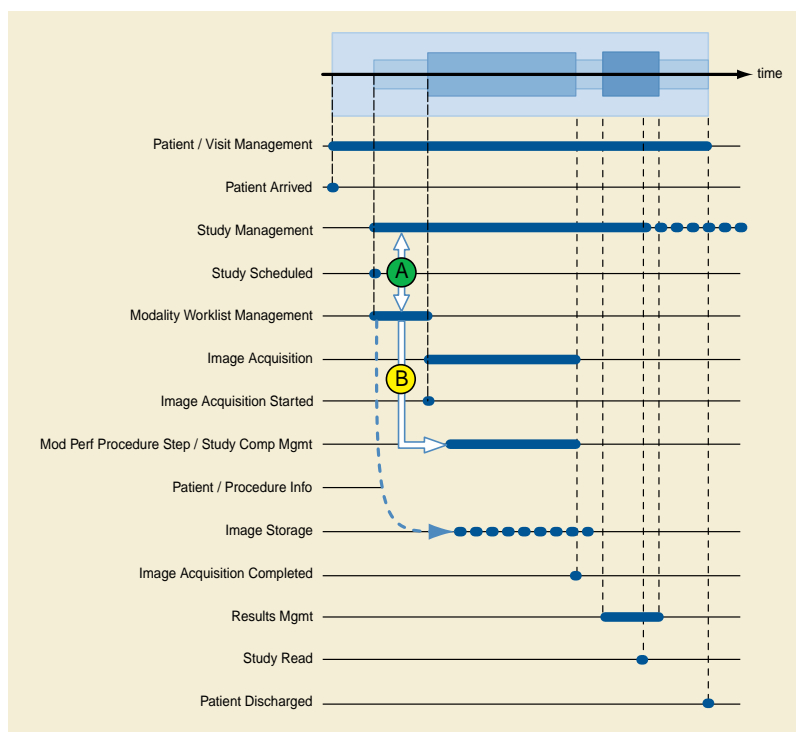 time
Patient / Visit Management
Patient Arrived
Study Management
Study Scheduled
A
Modality Worklist Management
Image Acquisition
B
Image Acquisition Started
Mod Perf Procedure Step / Study Comp Mgmt
Patient / Procedure Info
Image Storage
Image Acquisition Completed
Results Mgmt
Study Read
Patient Discharged